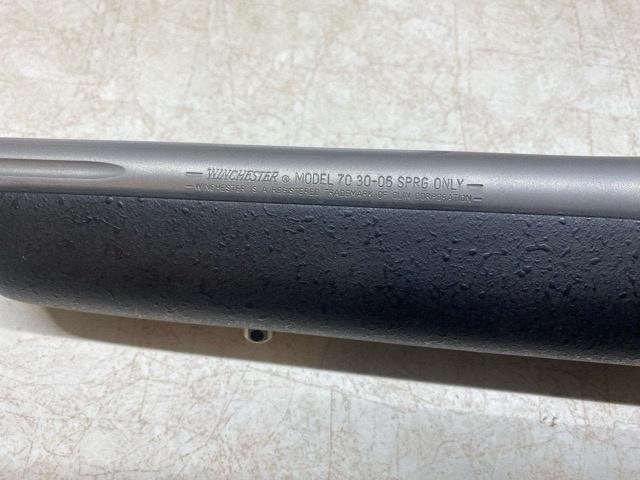 — WINCHESTER ® MODEL 70 30-06 SPRG ONLY —
— WINCHESTER IS A REGISTERED TRADEMARK OF OLIN CORPORATION —